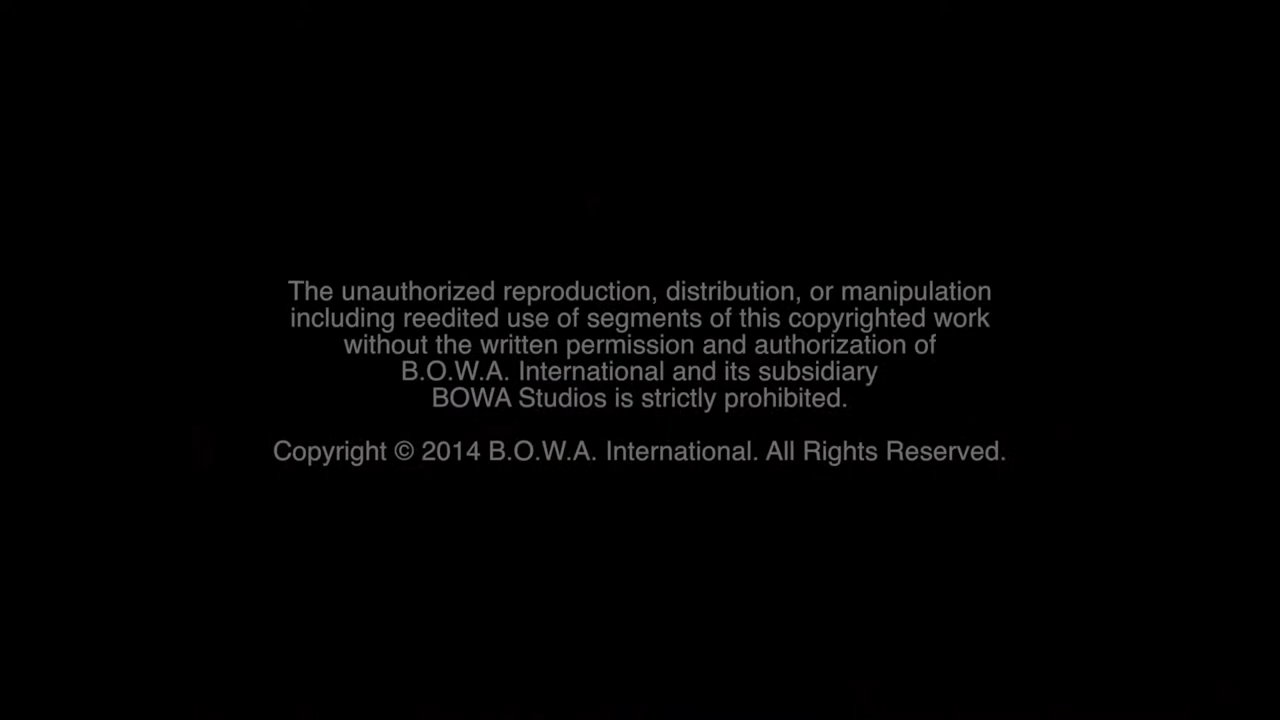 The unauthorized reproduction, distribution, or manipulation
including reedited use of segments of this copyrighted work
without the written permission and authorization of
B.O.W.A. International and its subsidiary
BOWA Studios is strictly prohibited.
Copyright © 2014 B.O.W.A. International. All Rights Reserved.